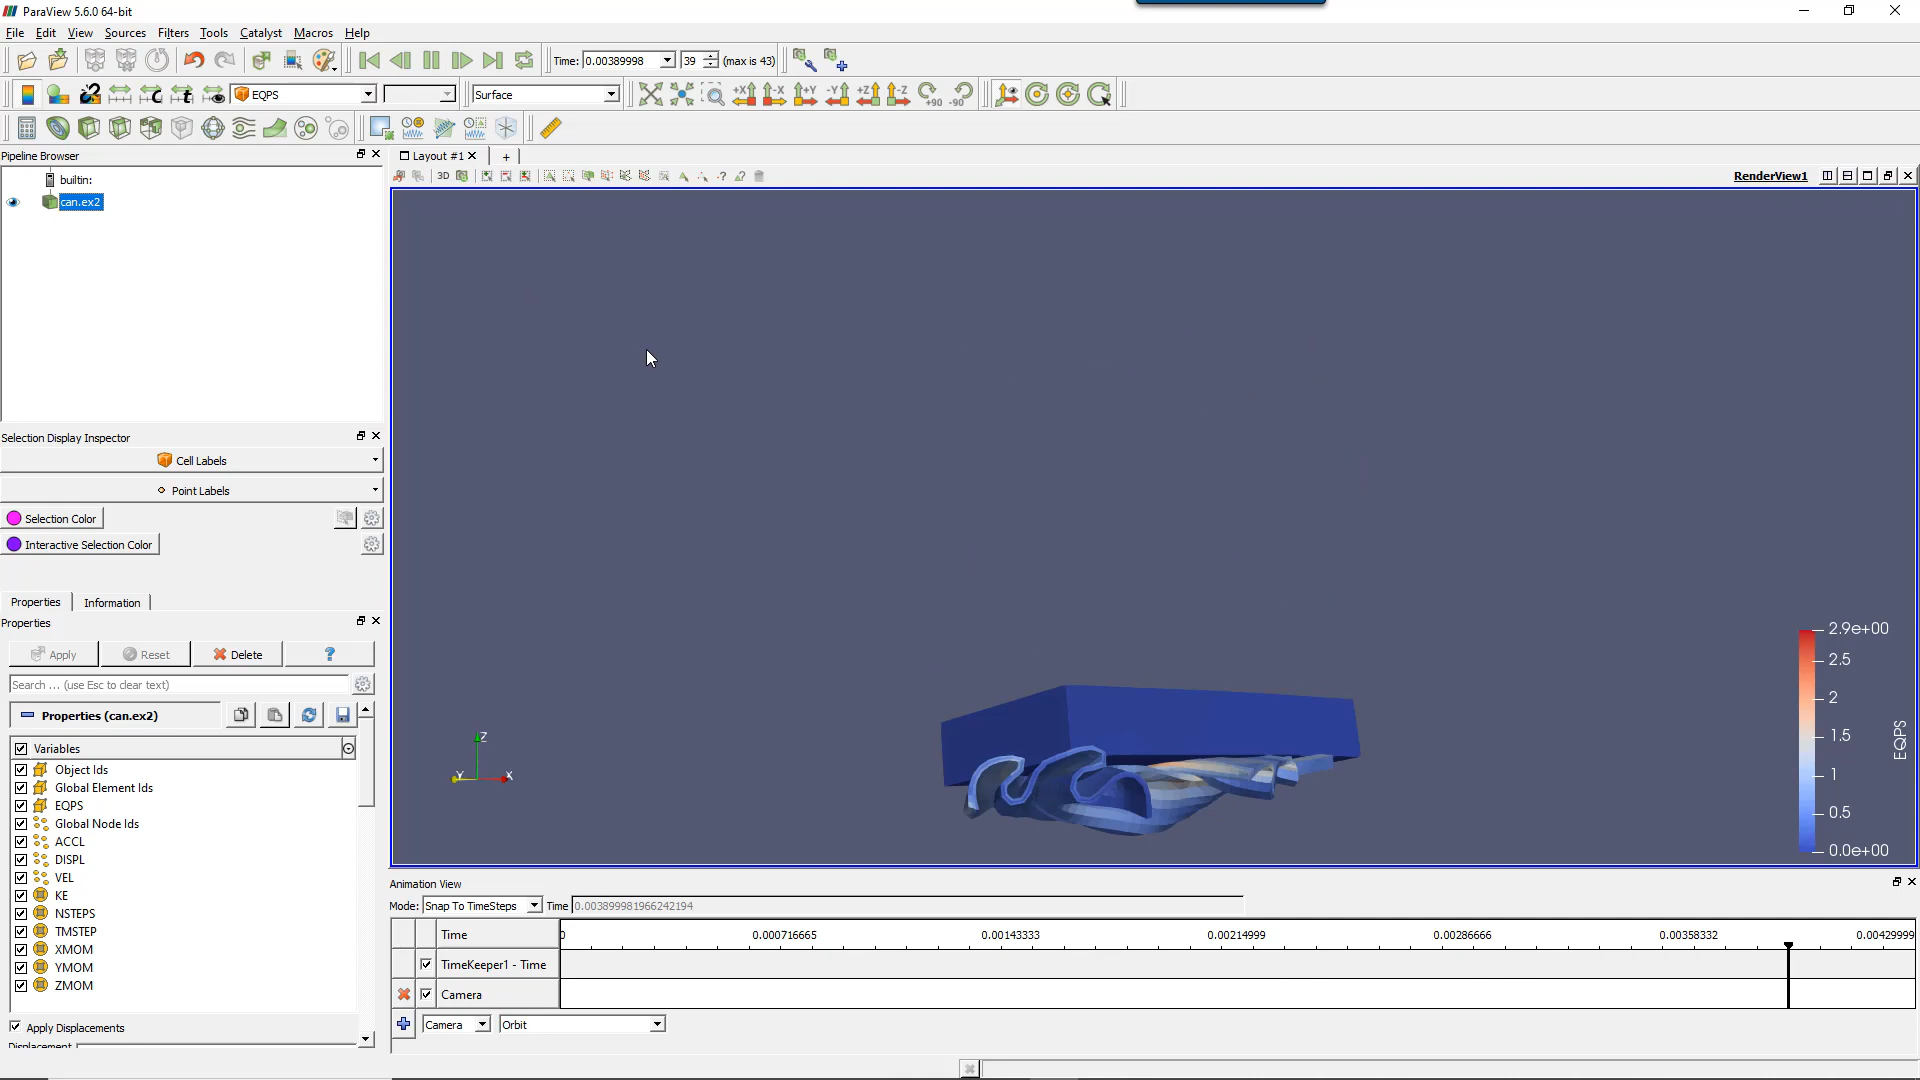 ParaView 5.6.0 64-bit
File Edit View Sources Filters Tools Catalyst Macros Help
Time: 0.00389998 39 (max is 43)
EQPS Surface +X -X +Y -Y +Z -Z +90 -90
Pipeline Browser
builtin:
can.ex2
Layout #1
3D
RenderView1
Selection Display Inspector
Cell Labels
Point Labels
Selection Color
Interactive Selection Color
Properties Information
Properties
Apply Reset Delete ?
Search ... (use Esc to clear text)
Properties (can.ex2)
Variables
Object Ids
Global Element Ids
EQPS
Global Node Ids
ACCL
DISPL
VEL
KE
NSTEPS
TMSTEP
XMOM
YMOM
ZMOM
Apply Displacements
Displacement
Z
Y
X
2.9e+00
2.5
2
1.5
1
0.5
0.0e+00
EQPS
Animation View
Mode: Snap To TimeSteps Time 0.003899981966242194
Time 0 0.000716665 0.00143333 0.00214999 0.00286666 0.00358332 0.00429999
TimeKeeper1 - Time
Camera
Camera Orbit